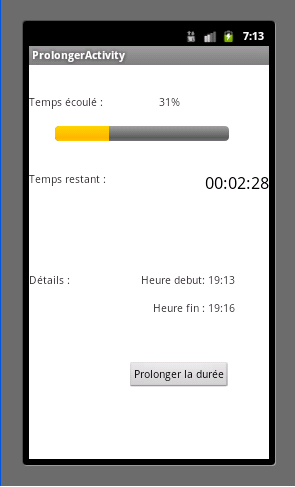 7:13
ProlongerActivity
Temps écoulé : 31%
Temps restant : 00:02:28
Détails : Heure debut: 19:13
Heure fin : 19:16
Prolonger la durée